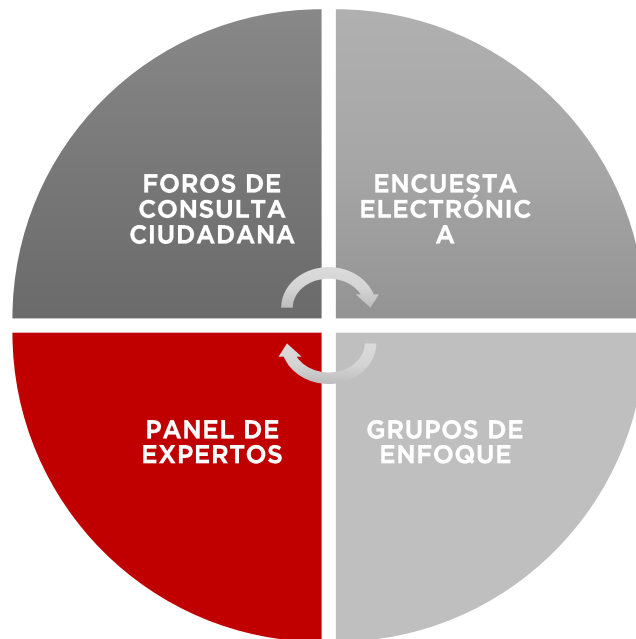 FOROS DE
CONSULTA
CIUDADANA
ENCUESTA
ELECTRÓNIC
A
PANEL DE
EXPERTOS
GRUPOS DE
ENFOQUE